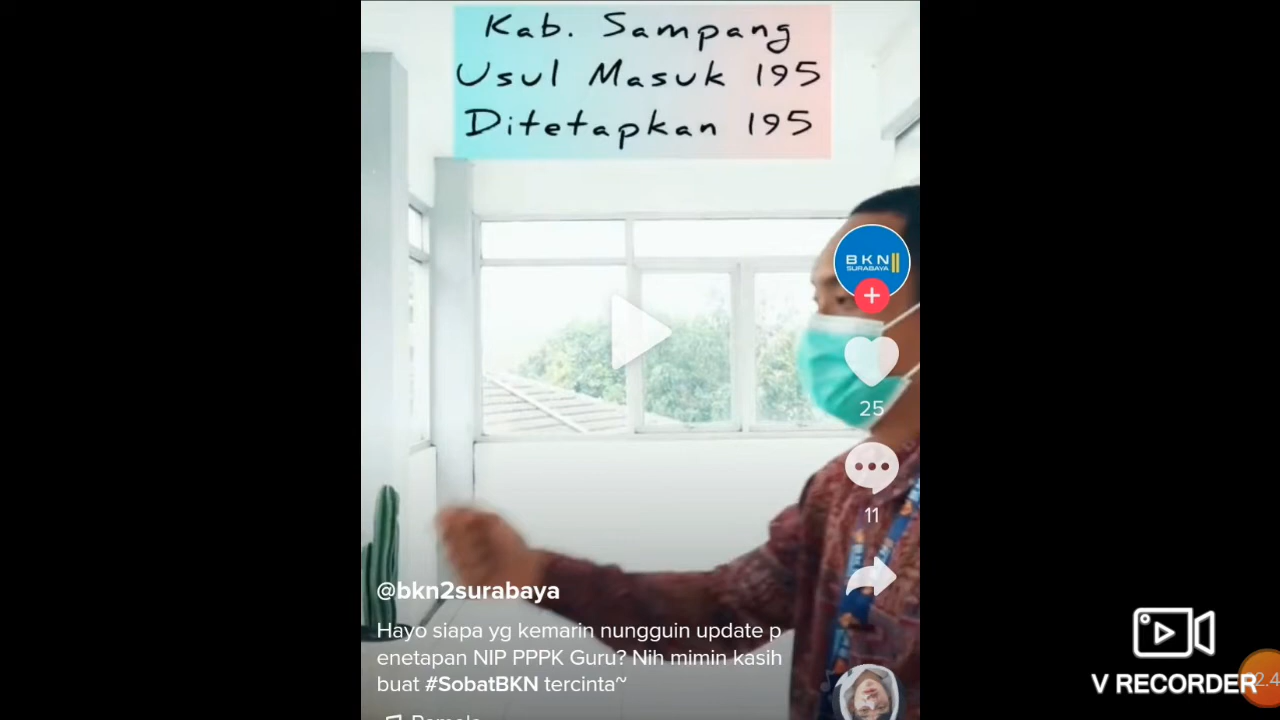 Kab. Sampang
Usul Masuk 195
Ditetapkan 195
BKN
SURABAYA
25
11
@bkn2surabaya
Hayo siapa yg kemarin nungguin update p
enetapan NIP PPPK Guru? Nih mimin kasih
buat #SobatBKN tercinta~
V RECORDER